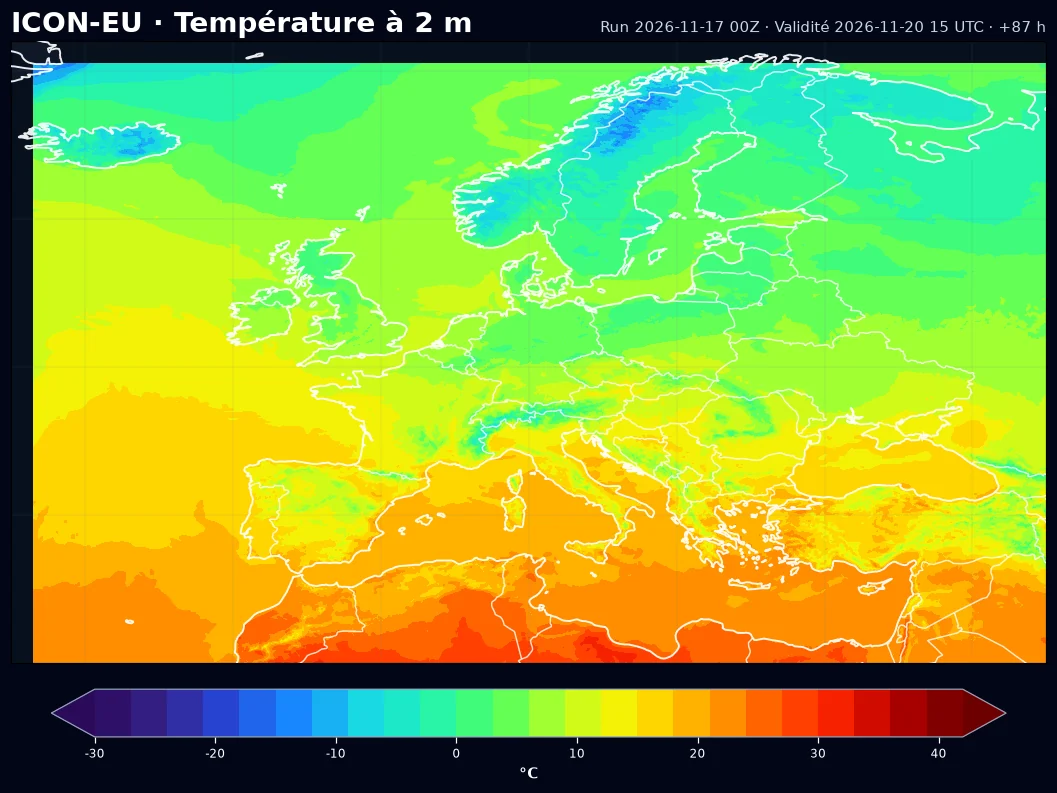 ICON-EU · Température à 2 m
Run 2026-11-17 00Z · Validité 2026-11-20 15 UTC · +87 h
-30 -20 -10 0 10 20 30 40
°C